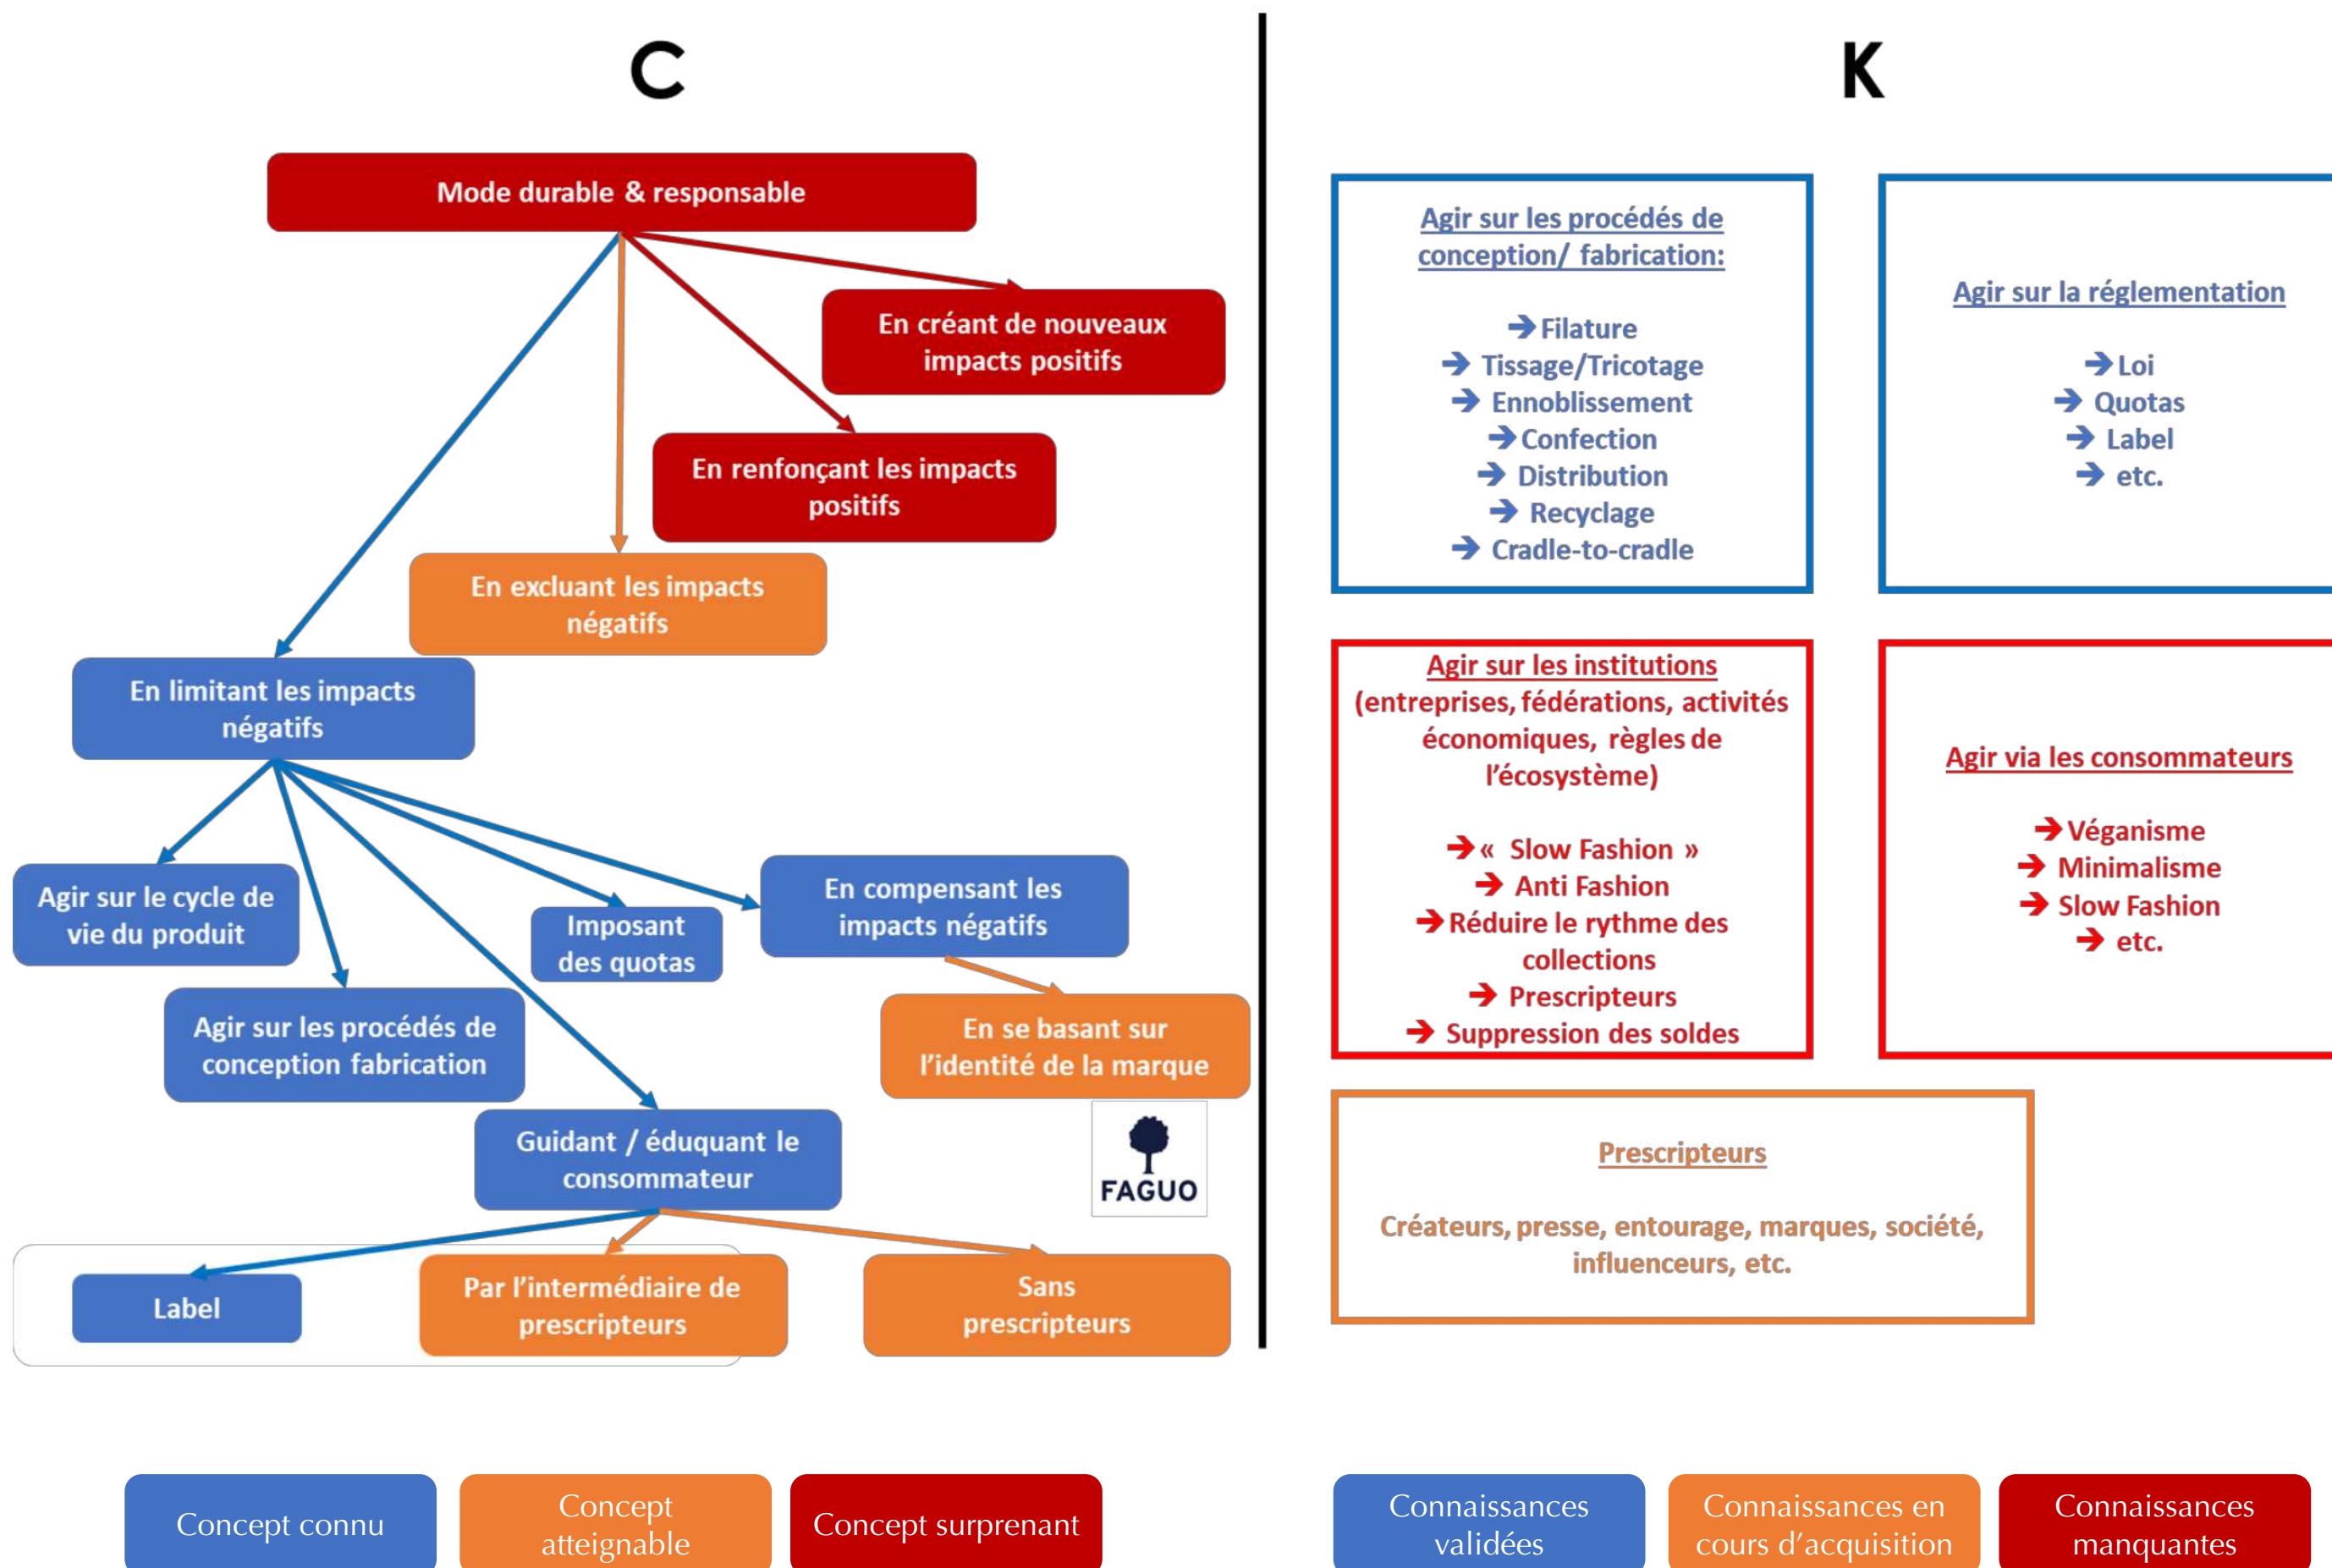 C
Mode durable & responsable
En créant de nouveaux
impacts positifs
En renfonçant les impacts
positifs
En excluant les impacts
négatifs
En limitant les impacts
négatifs
Agir sur le cycle de
vie du produit
Agir sur les procédés de
conception fabrication
Imposant
des quotas
En compensant les
impacts négatifs
En se basant sur
l'identité de la marque
FAGUO
Guidant / éduquant le
consommateur
Label
Par l'intermédiaire de
prescripteurs
Sans
prescripteurs
Concept connu
Concept
atteignable
Concept surprenant
K
Agir sur les procédés de
conception/ fabrication:
➔ Filature
➔ Tissage/Tricotage
➔ Ennoblissement
➔ Confection
➔ Distribution
➔ Recyclage
➔ Cradle-to-cradle
Agir sur la réglementation
➔ Loi
➔ Quotas
➔ Label
➔ etc.
Agir sur les institutions
(entreprises, fédérations, activités
économiques, règles de
l'écosystème)
➔ « Slow Fashion »
➔ Anti Fashion
➔ Réduire le rythme des
collections
➔ Prescripteurs
➔ Suppression des soldes
Agir via les consommateurs
➔ Véganisme
➔ Minimalisme
➔ Slow Fashion
➔ etc.
Prescripteurs
Créateurs, presse, entourage, marques, société,
influenceurs, etc.
Connaissances
validées
Connaissances en
cours d'acquisition
Connaissances
manquantes